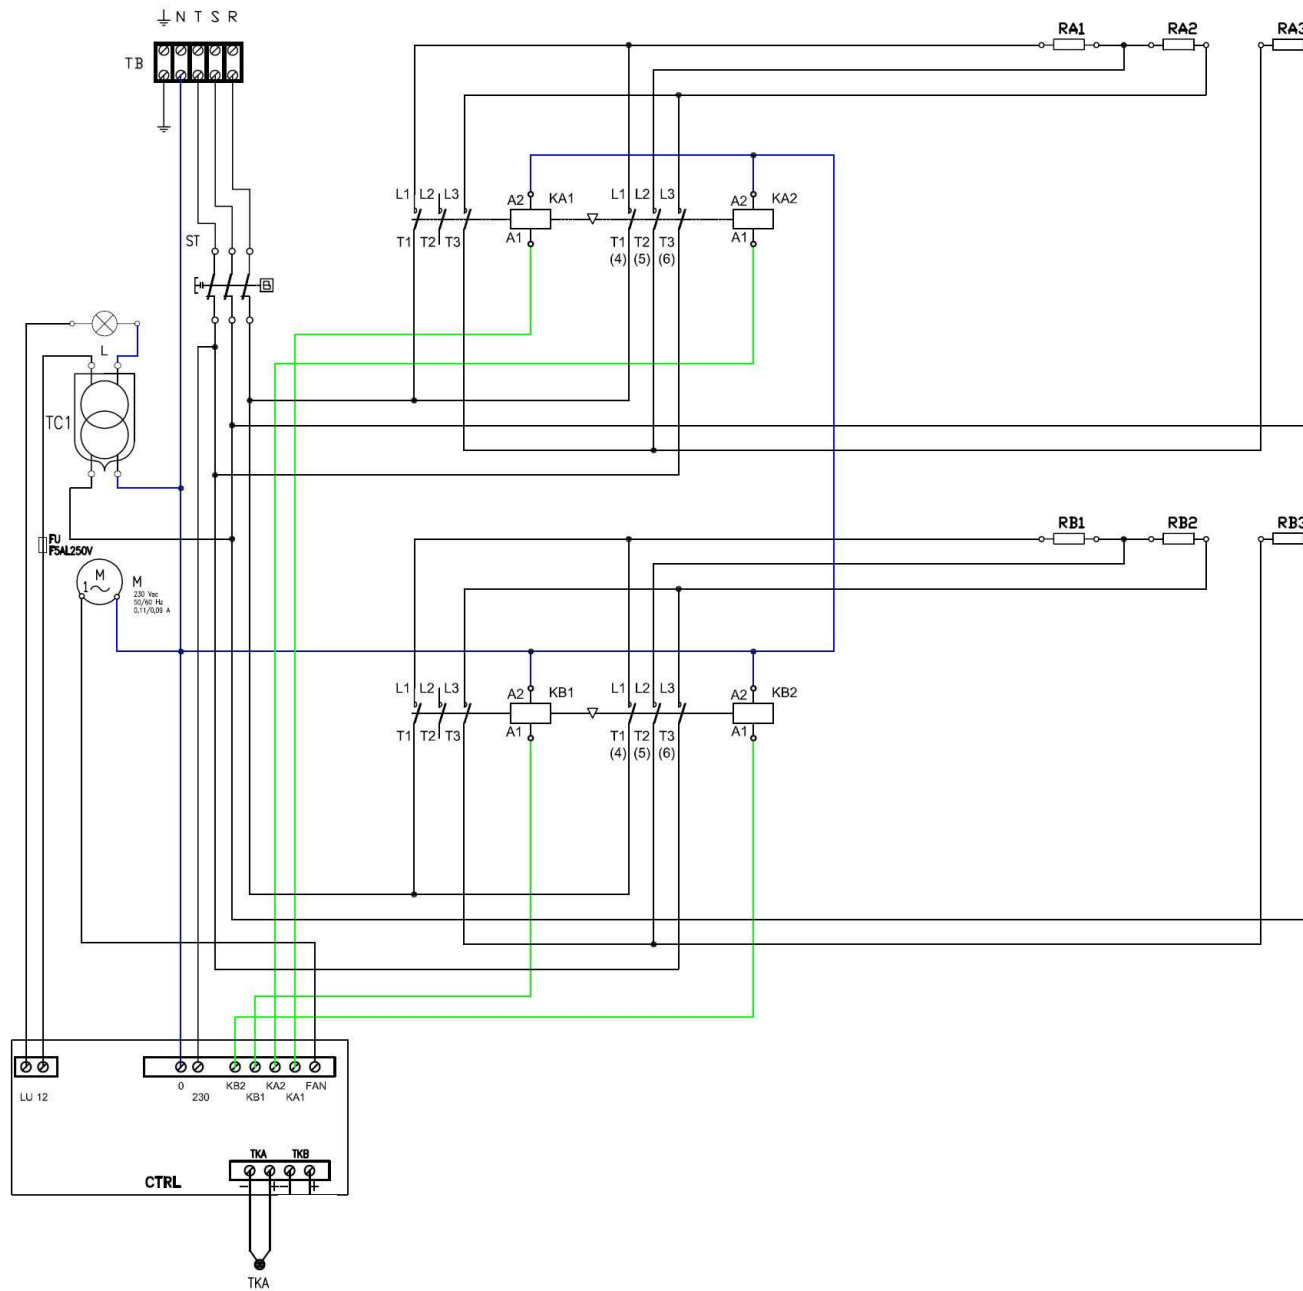 N T S R
TB
RA1 RA2 RA3
L1 L2 L3 A2 KA1 L1 L2 L3 A2 KA2
T1 T2 T3 A1 T1 T2 T3 A1
(4) (5) (6)
ST
B
L
TC1
FU
F5AL250V
M
1~
M
230 Vac
50/60 Hz
0,11/0,09 A
RB1 RB2 RB3
L1 L2 L3 A2 KB1 L1 L2 L3 A2 KB2
T1 T2 T3 A1 T1 T2 T3 A1
(4) (5) (6)
0 KB2 KA2 FAN
LU 12 230 KB1 KA1
TKA TKB
- + - +
CTRL
TKA